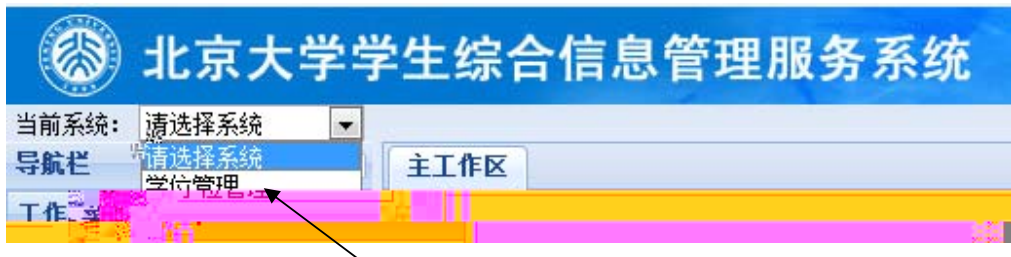 北京大学学生综合信息管理服务系统
当前系统： 请选择系统
导航栏 请选择系统 主工作区
学位管理
工作